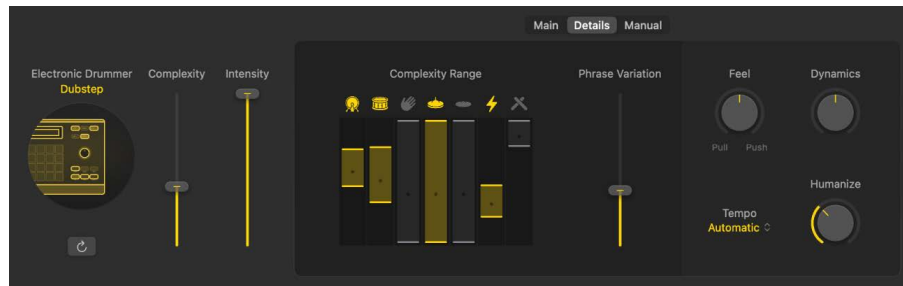 Main Details Manual
Electronic Drummer
Dubstep
Complexity
Intensity
Complexity Range
Phrase Variation
Feel
Dynamics
Pull Push
Humanize
Tempo
Automatic